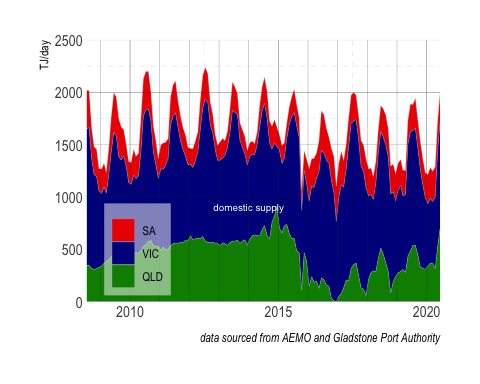 TJ/day
2500
2000
1500
1000
500
0
domestic supply
SA
VIC
QLD
2010
2015
2020
data sourced from AEMO and Gladstone Port Authority